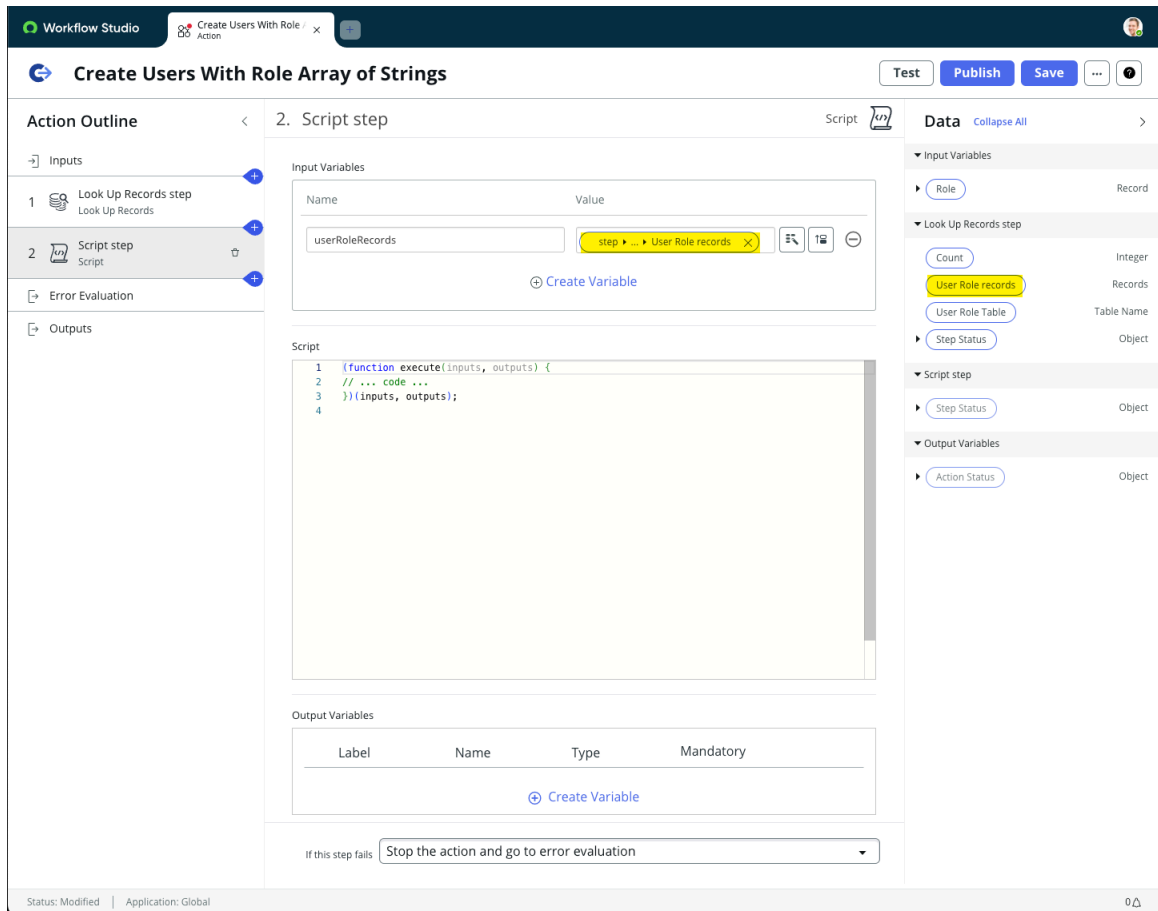 Workflow Studio
Create Users With Role
Action
Create Users With Role Array of Strings
Test
Publish
Save
Action Outline
Inputs
1
Look Up Records step
Look Up Records
2
Script step
Script
Error Evaluation
Outputs
2. Script step
Script
Input Variables
Name Value
userRoleRecords
step ▸ ... ▸ User Role records
Create Variable
Script
1 (function execute(inputs, outputs) {
2 // ... code ...
3 })(inputs, outputs);
4
Output Variables
Label Name Type Mandatory
Create Variable
If this step fails
Stop the action and go to error evaluation
Data Collapse All
Input Variables
Role Record
Look Up Records step
Count Integer
User Role records Records
User Role Table Table Name
Step Status Object
Script step
Step Status Object
Output Variables
Action Status Object
Status: Modified | Application: Global
0